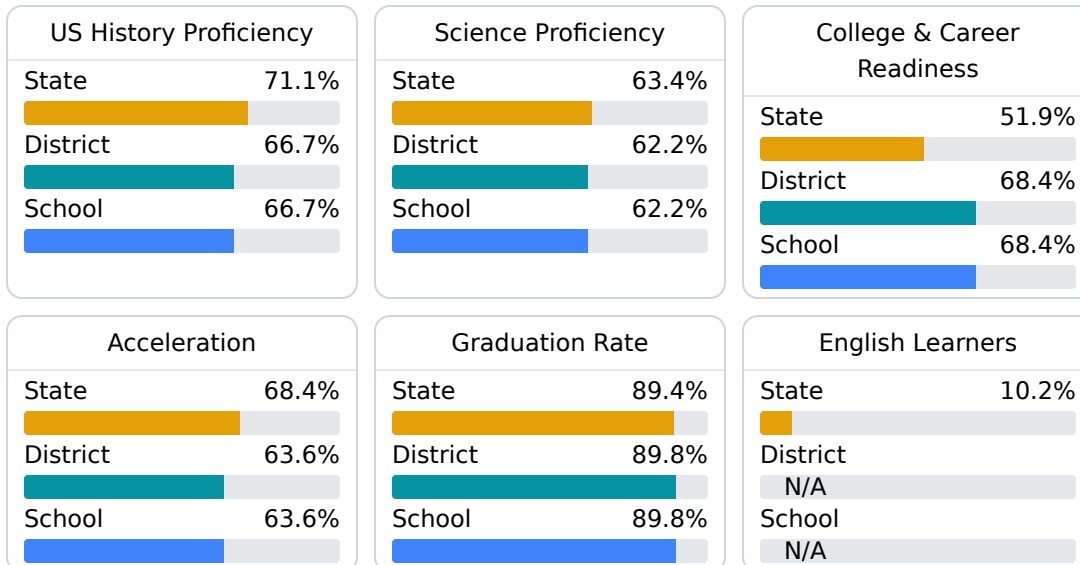 US History Proficiency
State 71.1%
District 66.7%
School 66.7%
Science Proficiency
State 63.4%
District 62.2%
School 62.2%
College & Career
Readiness
State 51.9%
District 68.4%
School 68.4%
Acceleration
State 68.4%
District 63.6%
School 63.6%
Graduation Rate
State 89.4%
District 89.8%
School 89.8%
English Learners
State 10.2%
District
N/A
School
N/A